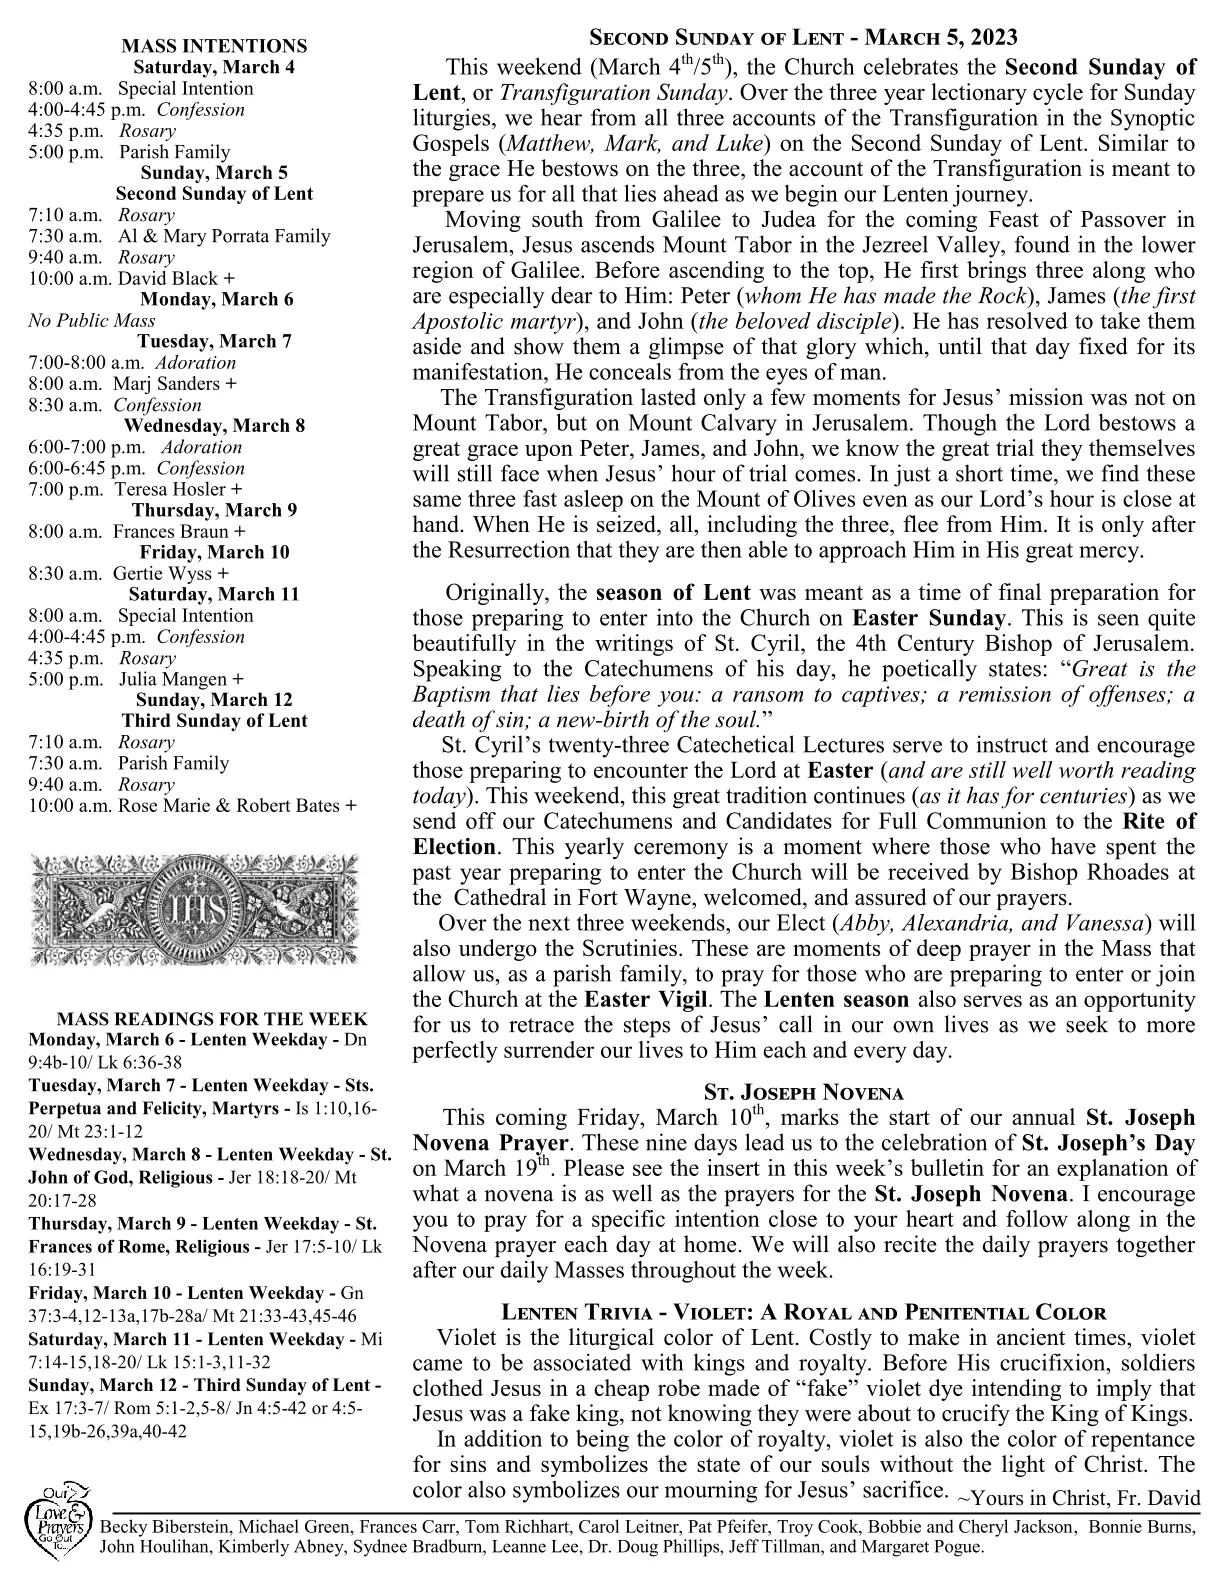 MASS INTENTIONS
Saturday, March 4
8:00 a.m. Special Intention
4:00-4:45 p.m. Confession
4:35 p.m. Rosary
5:00 p.m. Parish Family
Sunday, March 5
Second Sunday of Lent
7:10 a.m. Rosary
7:30 a.m. Al & Mary Porrata Family
9:40 a.m. Rosary
10:00 a.m. David Black +
Monday, March 6
No Public Mass
Tuesday, March 7
7:00-8:00 a.m. Adoration
8:00 a.m. Marj Sanders +
8:30 a.m. Confession
Wednesday, March 8
6:00-7:00 p.m. Adoration
6:00-6:45 p.m. Confession
7:00 p.m. Teresa Hosler +
Thursday, March 9
8:00 a.m. Frances Braun +
Friday, March 10
8:30 a.m. Gertie Wyss +
Saturday, March 11
8:00 a.m. Special Intention
4:00-4:45 p.m. Confession
4:35 p.m. Rosary
5:00 p.m. Julia Mangen +
Sunday, March 12
Third Sunday of Lent
7:10 a.m. Rosary
7:30 a.m. Parish Family
9:40 a.m. Rosary
10:00 a.m. Rose Marie & Robert Bates +
IHS
MASS READINGS FOR THE WEEK
Monday, March 6 - Lenten Weekday - Dn
9:4b-10/ Lk 6:36-38
Tuesday, March 7 - Lenten Weekday - Sts.
Perpetua and Felicity, Martyrs - Is 1:10,16-
20/ Mt 23:1-12
Wednesday, March 8 - Lenten Weekday - St.
John of God, Religious - Jer 18:18-20/ Mt
20:17-28
Thursday, March 9 - Lenten Weekday - St.
Frances of Rome, Religious - Jer 17:5-10/ Lk
16:19-31
Friday, March 10 - Lenten Weekday - Gn
37:3-4,12-13a,17b-28a/ Mt 21:33-43,45-46
Saturday, March 11 - Lenten Weekday - Mi
7:14-15,18-20/ Lk 15:1-3,11-32
Sunday, March 12 - Third Sunday of Lent -
Ex 17:3-7/ Rom 5:1-2,5-8/ Jn 4:5-42 or 4:5-
15,19b-26,39a,40-42
SECOND SUNDAY OF LENT - MARCH 5, 2023
This weekend (March 4th/5th), the Church celebrates the Second Sunday of
Lent, or Transfiguration Sunday. Over the three year lectionary cycle for Sunday
liturgies, we hear from all three accounts of the Transfiguration in the Synoptic
Gospels (Matthew, Mark, and Luke) on the Second Sunday of Lent. Similar to
the grace He bestows on the three, the account of the Transfiguration is meant to
prepare us for all that lies ahead as we begin our Lenten journey.
Moving south from Galilee to Judea for the coming Feast of Passover in
Jerusalem, Jesus ascends Mount Tabor in the Jezreel Valley, found in the lower
region of Galilee. Before ascending to the top, He first brings three along who
are especially dear to Him: Peter (whom He has made the Rock), James (the first
Apostolic martyr), and John (the beloved disciple). He has resolved to take them
aside and show them a glimpse of that glory which, until that day fixed for its
manifestation, He conceals from the eyes of man.
The Transfiguration lasted only a few moments for Jesus’ mission was not on
Mount Tabor, but on Mount Calvary in Jerusalem. Though the Lord bestows a
great grace upon Peter, James, and John, we know the great trial they themselves
will still face when Jesus’ hour of trial comes. In just a short time, we find these
same three fast asleep on the Mount of Olives even as our Lord’s hour is close at
hand. When He is seized, all, including the three, flee from Him. It is only after
the Resurrection that they are then able to approach Him in His great mercy.
Originally, the season of Lent was meant as a time of final preparation for
those preparing to enter into the Church on Easter Sunday. This is seen quite
beautifully in the writings of St. Cyril, the 4th Century Bishop of Jerusalem.
Speaking to the Catechumens of his day, he poetically states: “Great is the
Baptism that lies before you: a ransom to captives; a remission of offenses; a
death of sin; a new-birth of the soul.”
St. Cyril’s twenty-three Catechetical Lectures serve to instruct and encourage
those preparing to encounter the Lord at Easter (and are still well worth reading
today). This weekend, this great tradition continues (as it has for centuries) as we
send off our Catechumens and Candidates for Full Communion to the Rite of
Election. This yearly ceremony is a moment where those who have spent the
past year preparing to enter the Church will be received by Bishop Rhoades at
the Cathedral in Fort Wayne, welcomed, and assured of our prayers.
Over the next three weekends, our Elect (Abby, Alexandria, and Vanessa) will
also undergo the Scrutinies. These are moments of deep prayer in the Mass that
allow us, as a parish family, to pray for those who are preparing to enter or join
the Church at the Easter Vigil. The Lenten season also serves as an opportunity
for us to retrace the steps of Jesus’ call in our own lives as we seek to more
perfectly surrender our lives to Him each and every day.
ST. JOSEPH NOVENA
This coming Friday, March 10th, marks the start of our annual St. Joseph
Novena Prayer. These nine days lead us to the celebration of St. Joseph’s Day
on March 19th. Please see the insert in this week’s bulletin for an explanation of
what a novena is as well as the prayers for the St. Joseph Novena. I encourage
you to pray for a specific intention close to your heart and follow along in the
Novena prayer each day at home. We will also recite the daily prayers together
after our daily Masses throughout the week.
LENTEN TRIVIA - VIOLET: A ROYAL AND PENITENTIAL COLOR
Violet is the liturgical color of Lent. Costly to make in ancient times, violet
came to be associated with kings and royalty. Before His crucifixion, soldiers
clothed Jesus in a cheap robe made of “fake” violet dye intending to imply that
Jesus was a fake king, not knowing they were about to crucify the King of Kings.
In addition to being the color of royalty, violet is also the color of repentance
for sins and symbolizes the state of our souls without the light of Christ. The
color also symbolizes our mourning for Jesus’ sacrifice. ~Yours in Christ, Fr. David
Our
Love &
Prayers
Go Out
To...
Becky Biberstein, Michael Green, Frances Carr, Tom Richhart, Carol Leitner, Pat Pfeifer, Troy Cook, Bobbie and Cheryl Jackson, Bonnie Burns,
John Houlihan, Kimberly Abney, Sydnee Bradburn, Leanne Lee, Dr. Doug Phillips, Jeff Tillman, and Margaret Pogue.